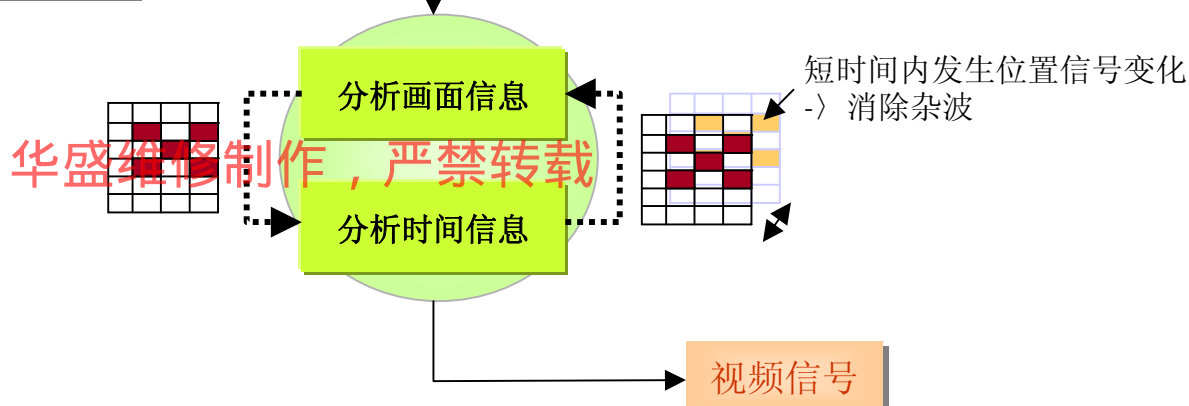 短时间内发生位置信号变化
-〉消除杂波
分析画面信息
华盛维修制作，严禁转载
分析时间信息
视频信号